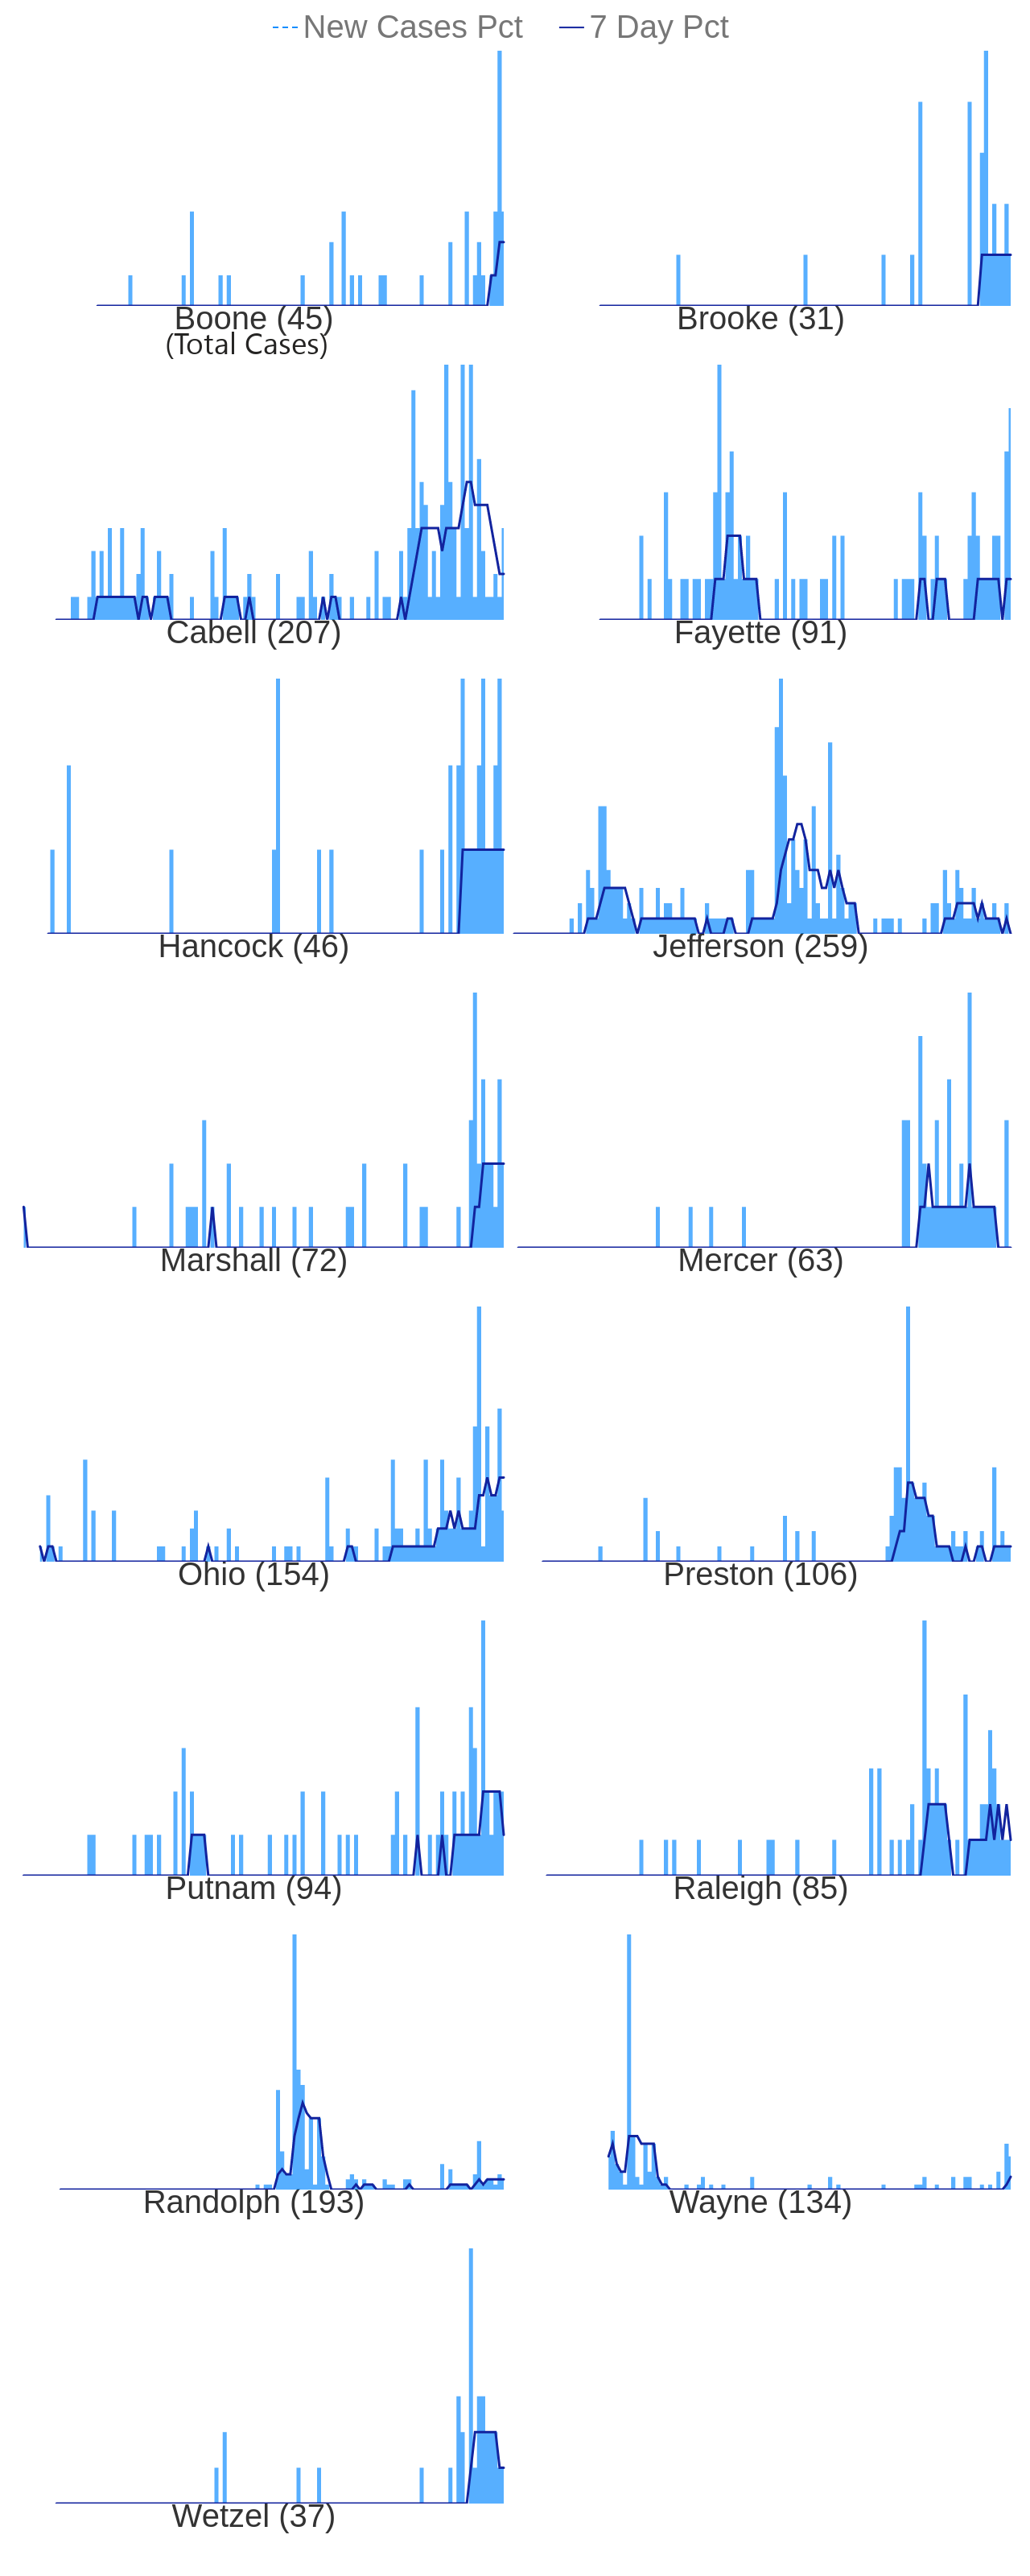 New Cases Pct 7 Day Pct
Boone (45) Brooke (31)
(Total Cases)
Cabell (207) Fayette (91)
Hancock (46) Jefferson (259)
Marshall (72) Mercer (63)
Ohio (154) Preston (106)
Putnam (94) Raleigh (85)
Randolph (193) Wayne (134)
Wetzel (37)